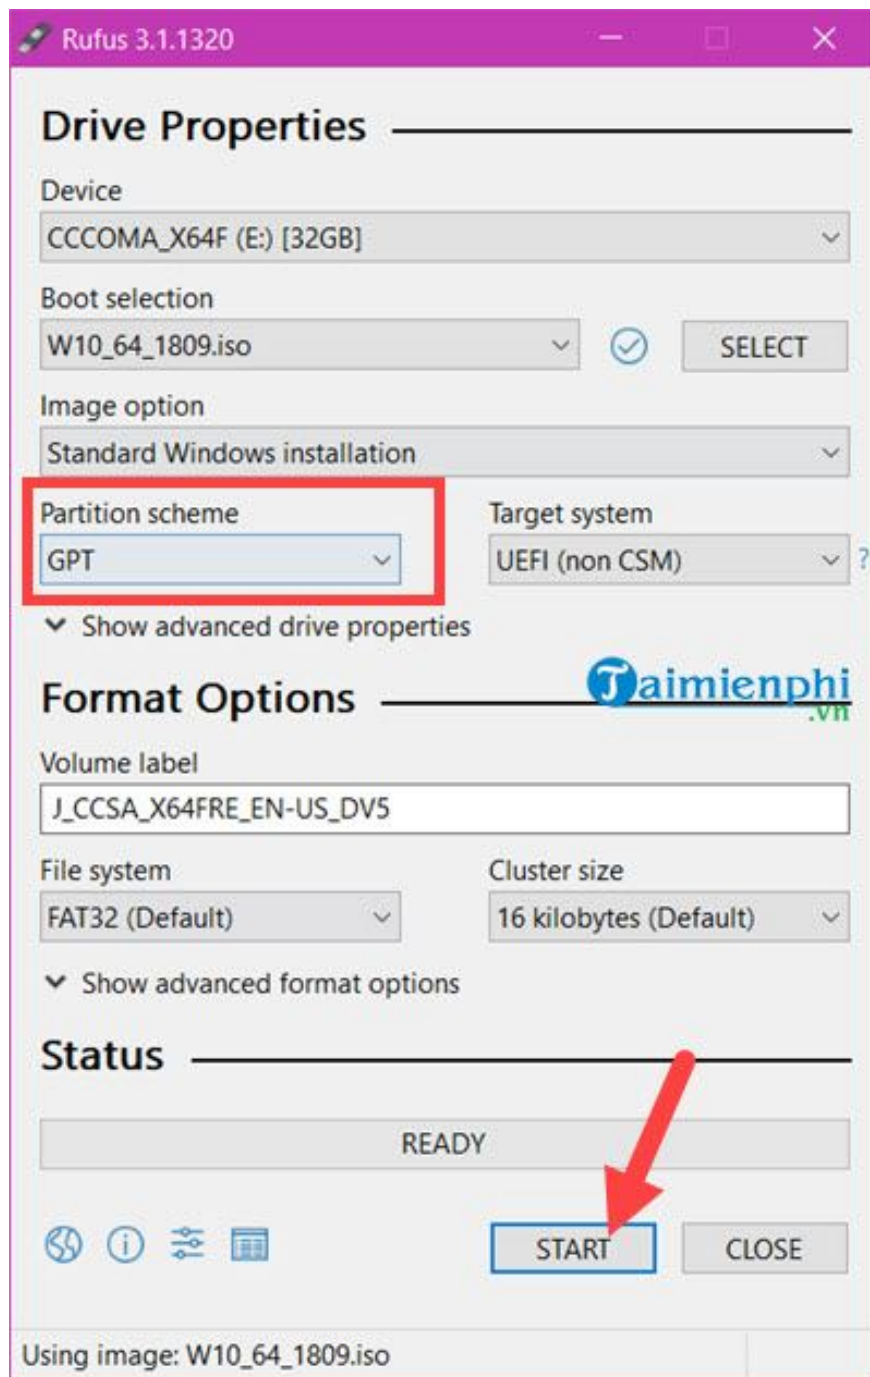 Rufus 3.1.1320
Drive Properties
Device
CCCOMA_X64F (E:) [32GB]
Boot selection
W10_64_1809.iso
SELECT
Image option
Standard Windows installation
Partition scheme
Target system
GPT
UEFI (non CSM)
?
Show advanced drive properties
Taimienphi
.vn
Format Options
Volume label
J_CCSA_X64FRE_EN-US_DV5
File system
Cluster size
FAT32 (Default)
16 kilobytes (Default)
Show advanced format options
Status
READY
START
CLOSE
Using image: W10_64_1809.iso